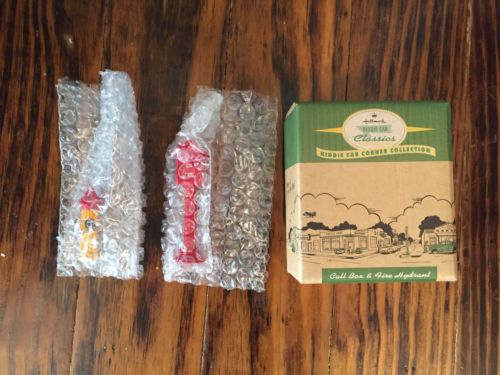 Hallmark
KIDDIE CAR
Classics
KIDDIE CAR CORNER COLLECTION
Call Box & Fire Hydrant